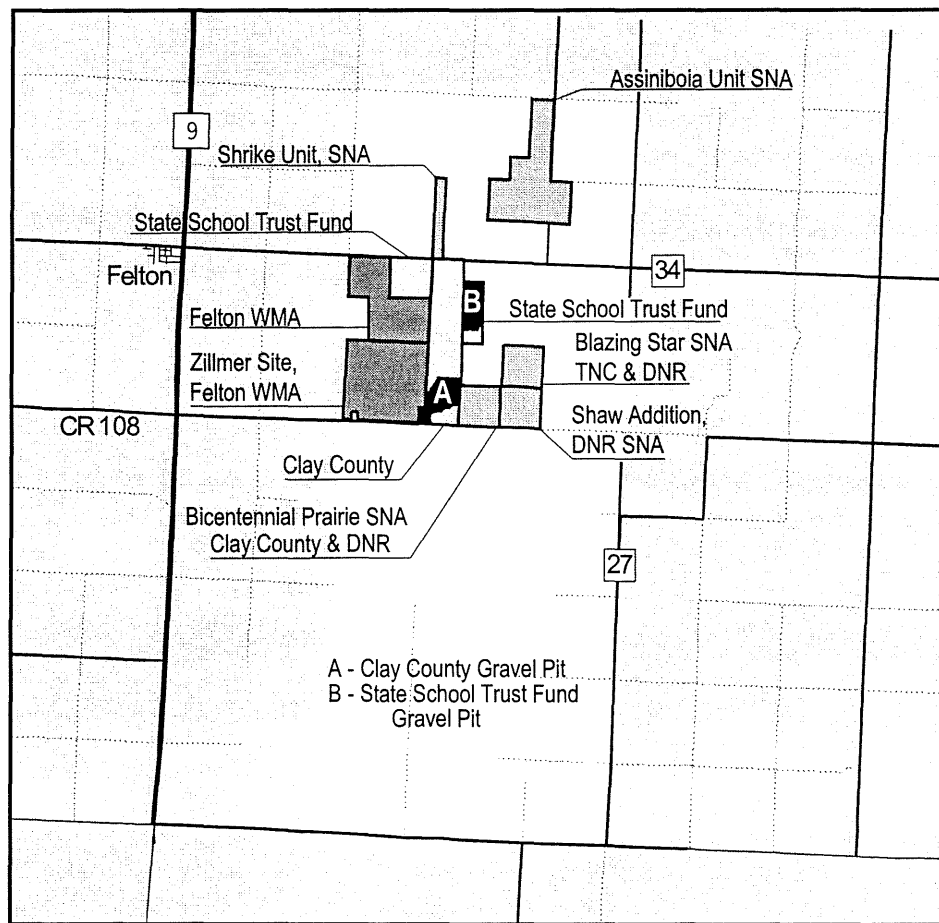 Assiniboia Unit SNA
9
Shrike Unit, SNA
State School Trust Fund
Felton
34
B
State School Trust Fund
Felton WMA
Blazing Star SNA
TNC & DNR
Zillmer Site,
Felton WMA
A
Shaw Addition,
DNR SNA
CR 108
Clay County
Bicentennial Prairie SNA
Clay County & DNR
27
A - Clay County Gravel Pit
B - State School Trust Fund
Gravel Pit